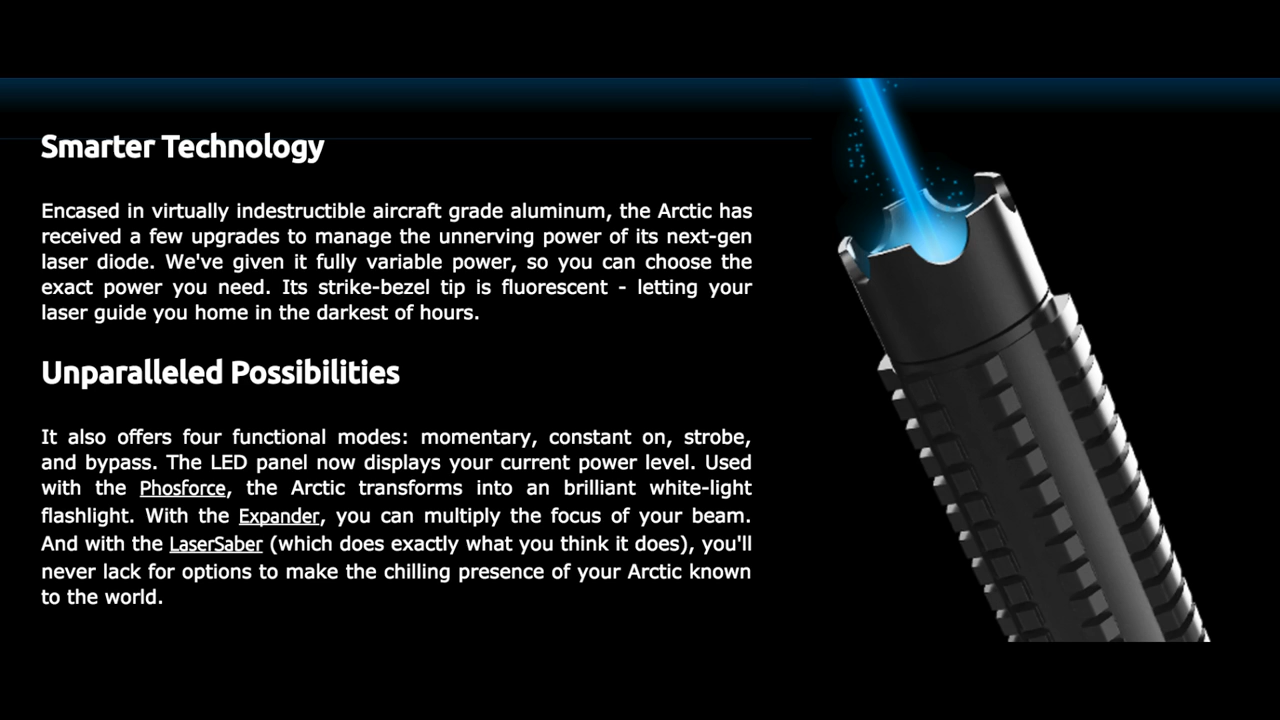 Smarter Technology
Encased in virtually indestructible aircraft grade aluminum, the Arctic has
received a few upgrades to manage the unnerving power of its next-gen
laser diode. We've given it fully variable power, so you can choose the
exact power you need. Its strike-bezel tip is fluorescent - letting your
laser guide you home in the darkest of hours.
Unparalleled Possibilities
It also offers four functional modes: momentary, constant on, strobe,
and bypass. The LED panel now displays your current power level. Used
with the Phosforce, the Arctic transforms into an brilliant white-light
flashlight. With the Expander, you can multiply the focus of your beam.
And with the LaserSaber (which does exactly what you think it does), you'll
never lack for options to make the chilling presence of your Arctic known
to the world.